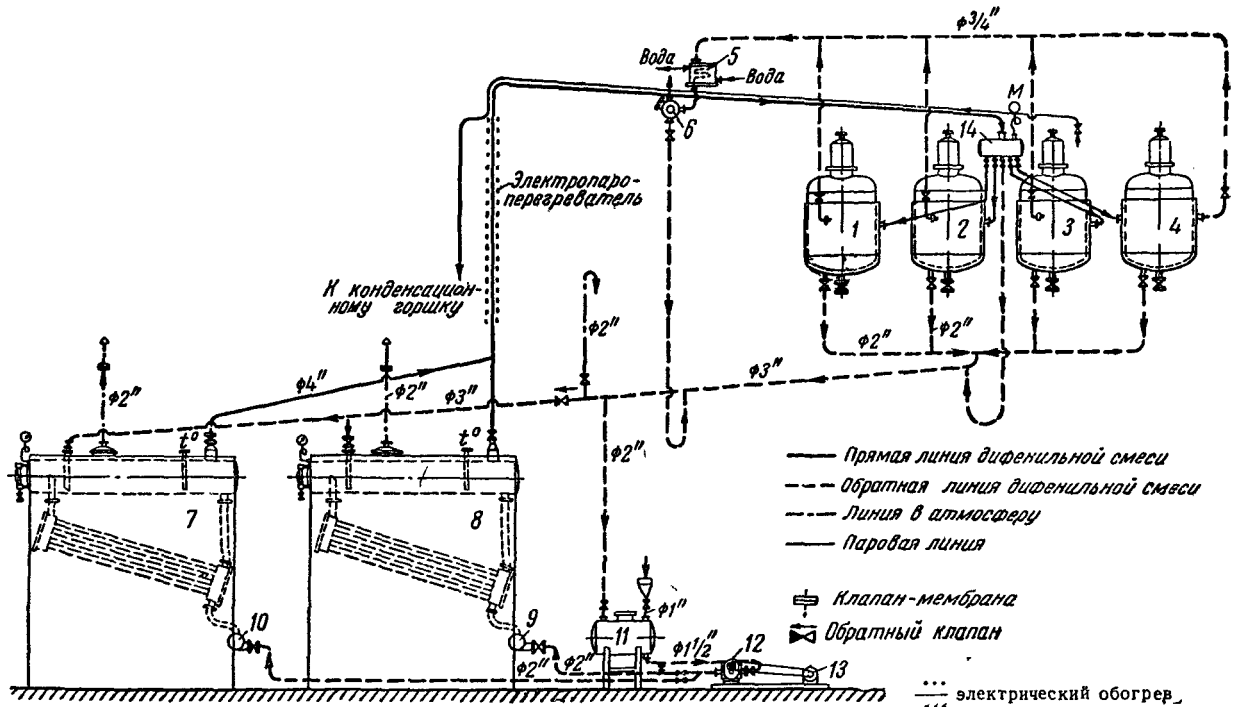 ϕ3/4"
Вода
5
Вода
6
М
14
Электропаро-
перегреватель
1
2
3
4
К конденсацион-
ному горшку
ϕ2"
ϕ2"
ϕ2"
ϕ4"
ϕ3"
ϕ2"
ϕ2"
ϕ3"
t°
t°
ϕ2"
7
8
Прямая линия дифенильной смеси
Обратная линия дифенильной смеси
Линия в атмосферу
Паровая линия
Клапан-мембрана
Обратный клапан
10
9
11
ϕ1"
ϕ1 1/2"
12
13
ϕ2"
ϕ2"
электрический обогрев